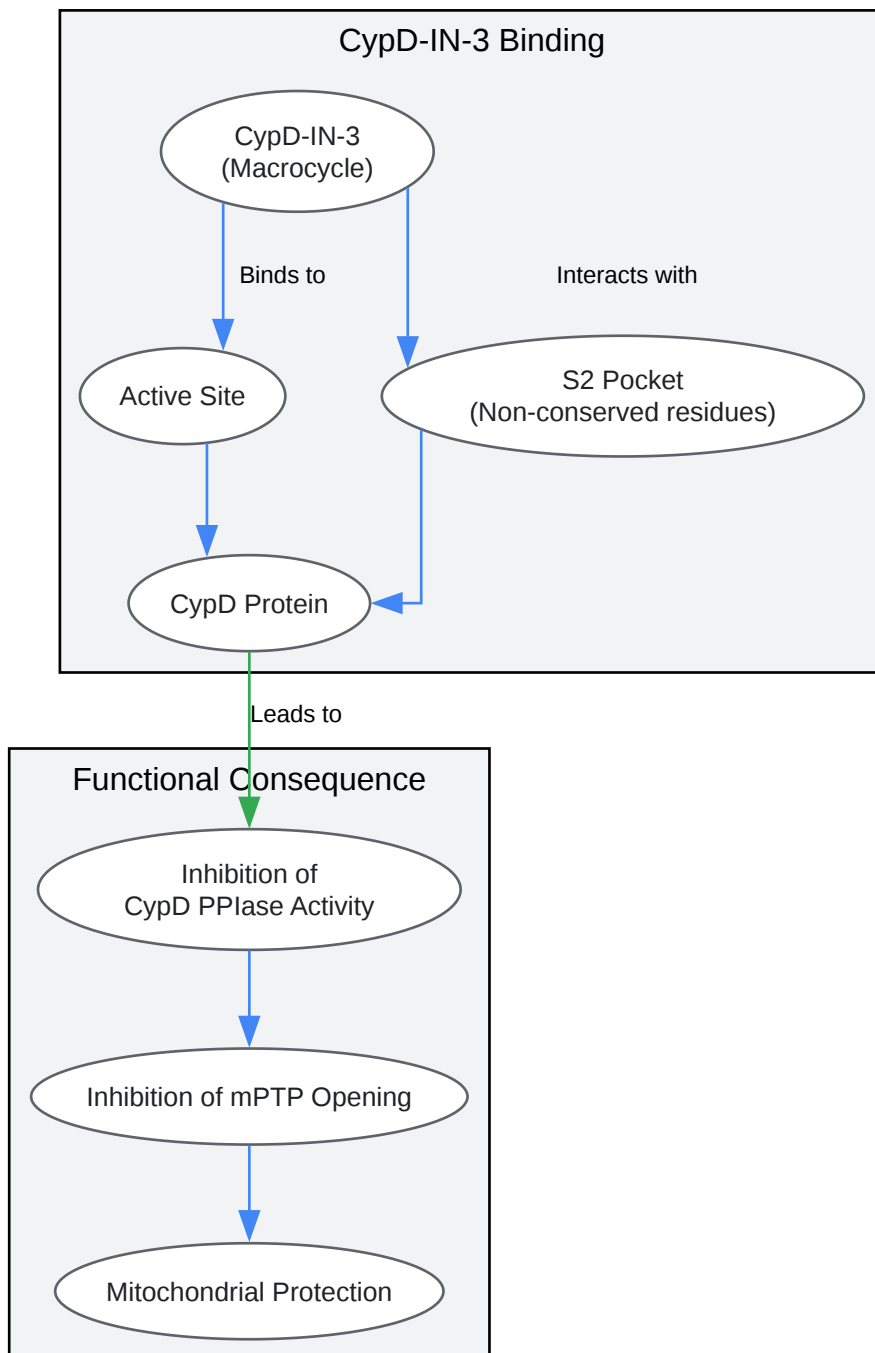 CypD-IN-3 Binding
CypD-IN-3
(Macrocycle)
Binds to
Interacts with
Active Site
S2 Pocket
(Non-conserved residues)
CypD Protein
Leads to
Functional Consequence
Inhibition of
CypD PPIase Activity
Inhibition of mPTP Opening
Mitochondrial Protection